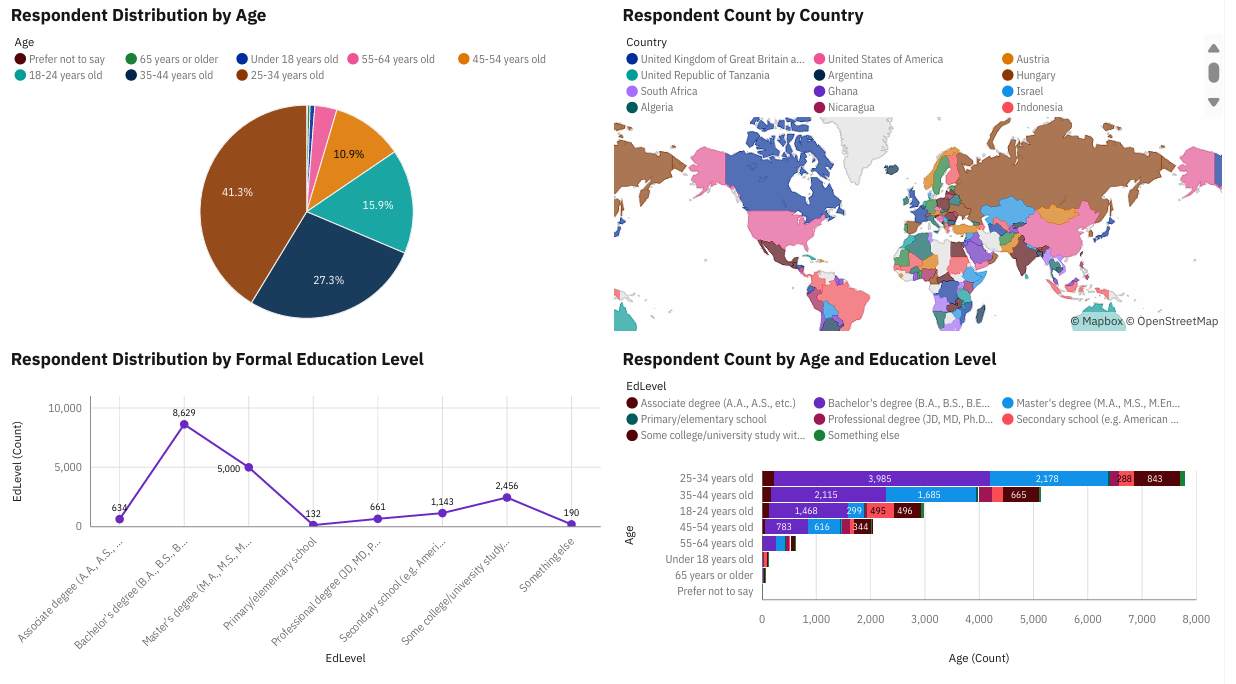 Respondent Distribution by Age
Age
Prefer not to say 65 years or older Under 18 years old 55-64 years old 45-54 years old
18-24 years old 35-44 years old 25-34 years old
10.9%
41.3%
15.9%
27.3%
Respondent Count by Country
Country
United Kingdom of Great Britain a... United States of America Austria
United Republic of Tanzania Argentina Hungary
South Africa Ghana Israel
Algeria Nicaragua Indonesia
© Mapbox © OpenStreetMap
Respondent Distribution by Formal Education Level
EdLevel (Count)
10,000
5,000
0
634
8,629
5,000
132
661
1,143
2,456
190
Associate degree (A.A., A.S., ...
Bachelor's degree (B.A., B.S., B...
Master's degree (M.A., M.S., M...
Primary/elementary school
Professional degree (JD, MD, P...
Secondary school (e.g. Ameri...
Some college/university study...
Something else
EdLevel
Respondent Count by Age and Education Level
EdLevel
Associate degree (A.A., A.S., etc.) Bachelor's degree (B.A., B.S., B.E... Master's degree (M.A., M.S., M.En...
Primary/elementary school Professional degree (JD, MD, Ph.D... Secondary school (e.g. American ...
Some college/university study wit... Something else
Age
25-34 years old 3,985 2,178 288 843
35-44 years old 2,115 1,685 665
18-24 years old 1,468 299 495 496
45-54 years old 783 616 344
55-64 years old
Under 18 years old
65 years or older
Prefer not to say
0 1,000 2,000 3,000 4,000 5,000 6,000 7,000 8,000
Age (Count)